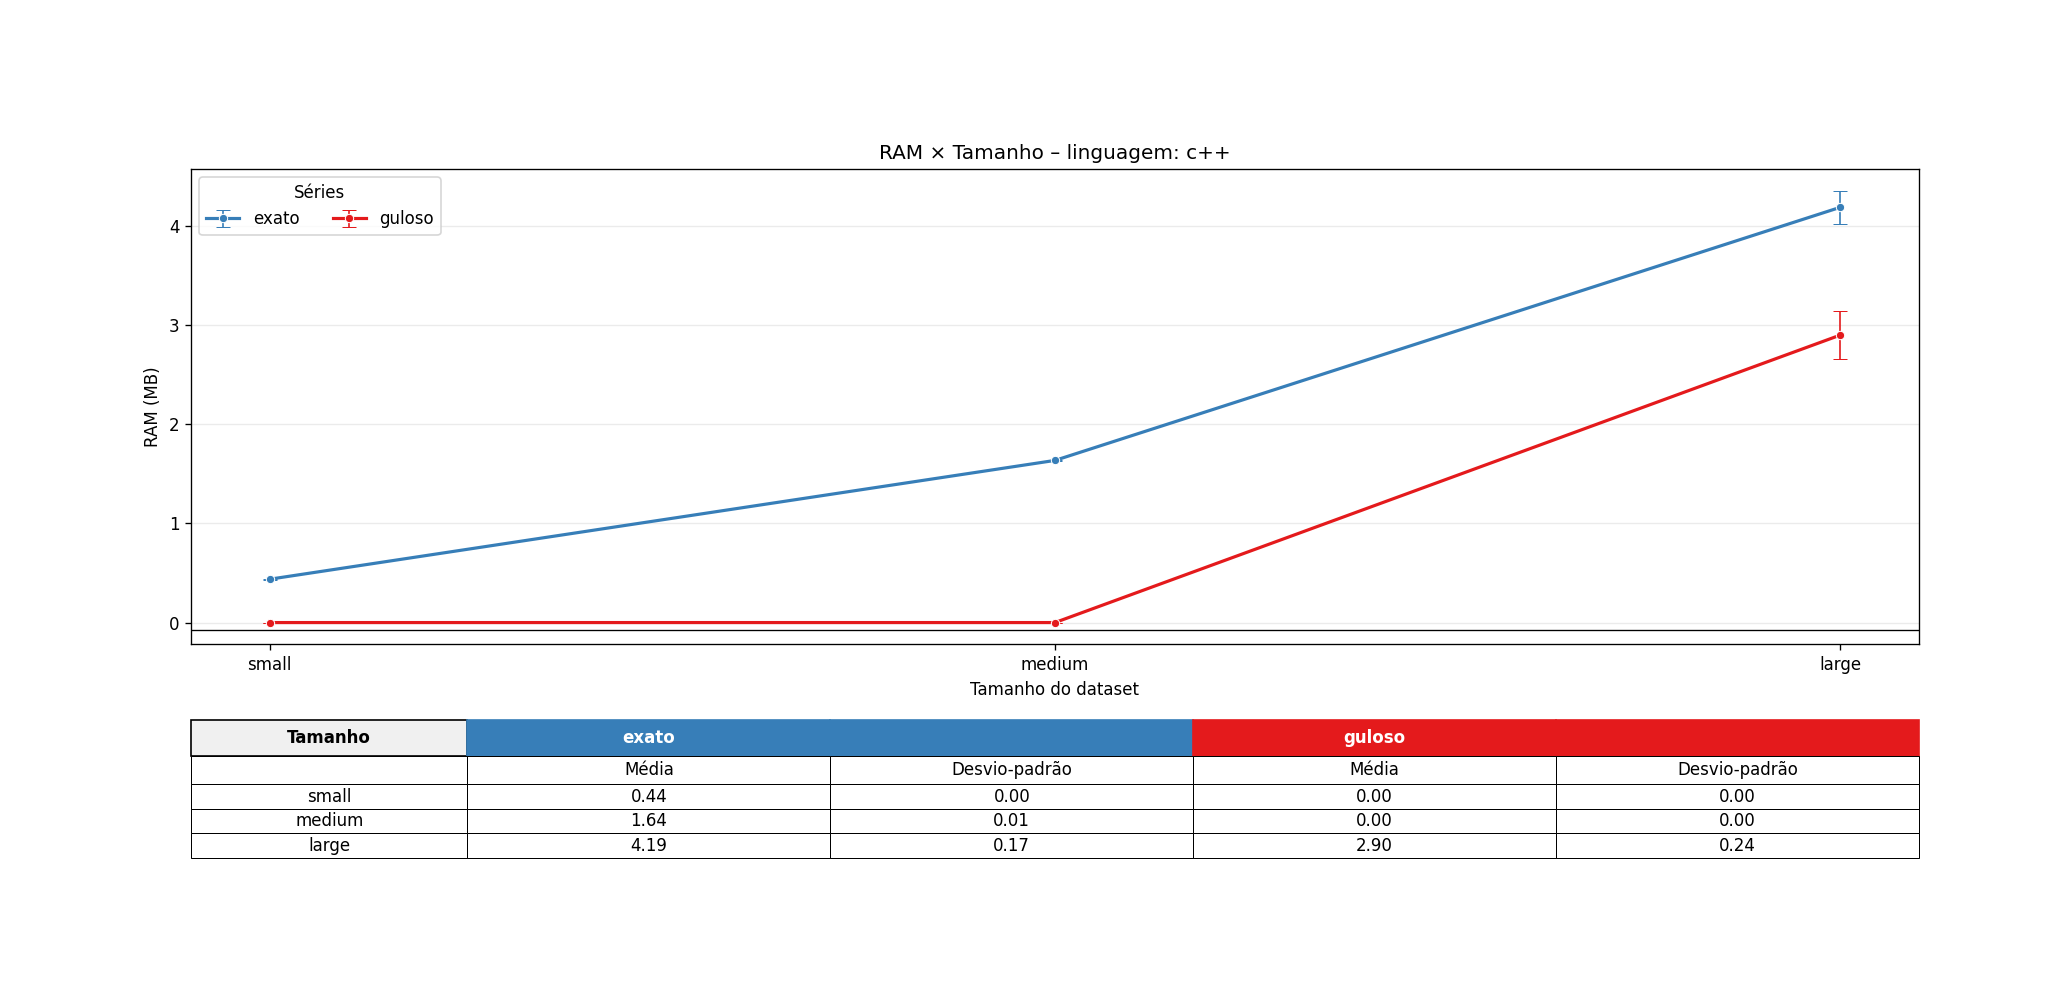 RAM × Tamanho – linguagem: c++
Séries
exato guloso
4
3
2
1
0
RAM (MB)
small medium large
Tamanho do dataset
Tamanho exato guloso
Média Desvio-padrão Média Desvio-padrão
small 0.44 0.00 0.00 0.00
medium 1.64 0.01 0.00 0.00
large 4.19 0.17 2.90 0.24